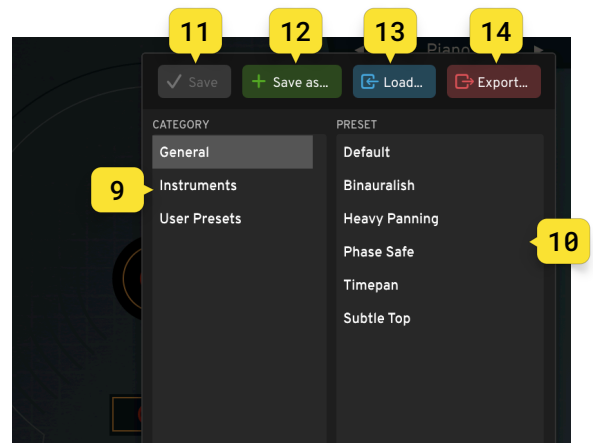 11 12 13 14
Piano
Save Save as... Load... Export...
CATEGORY PRESET
General Default
Instruments Binauralish
User Presets Heavy Panning
Phase Safe
Timepan
Subtle Top
9
10